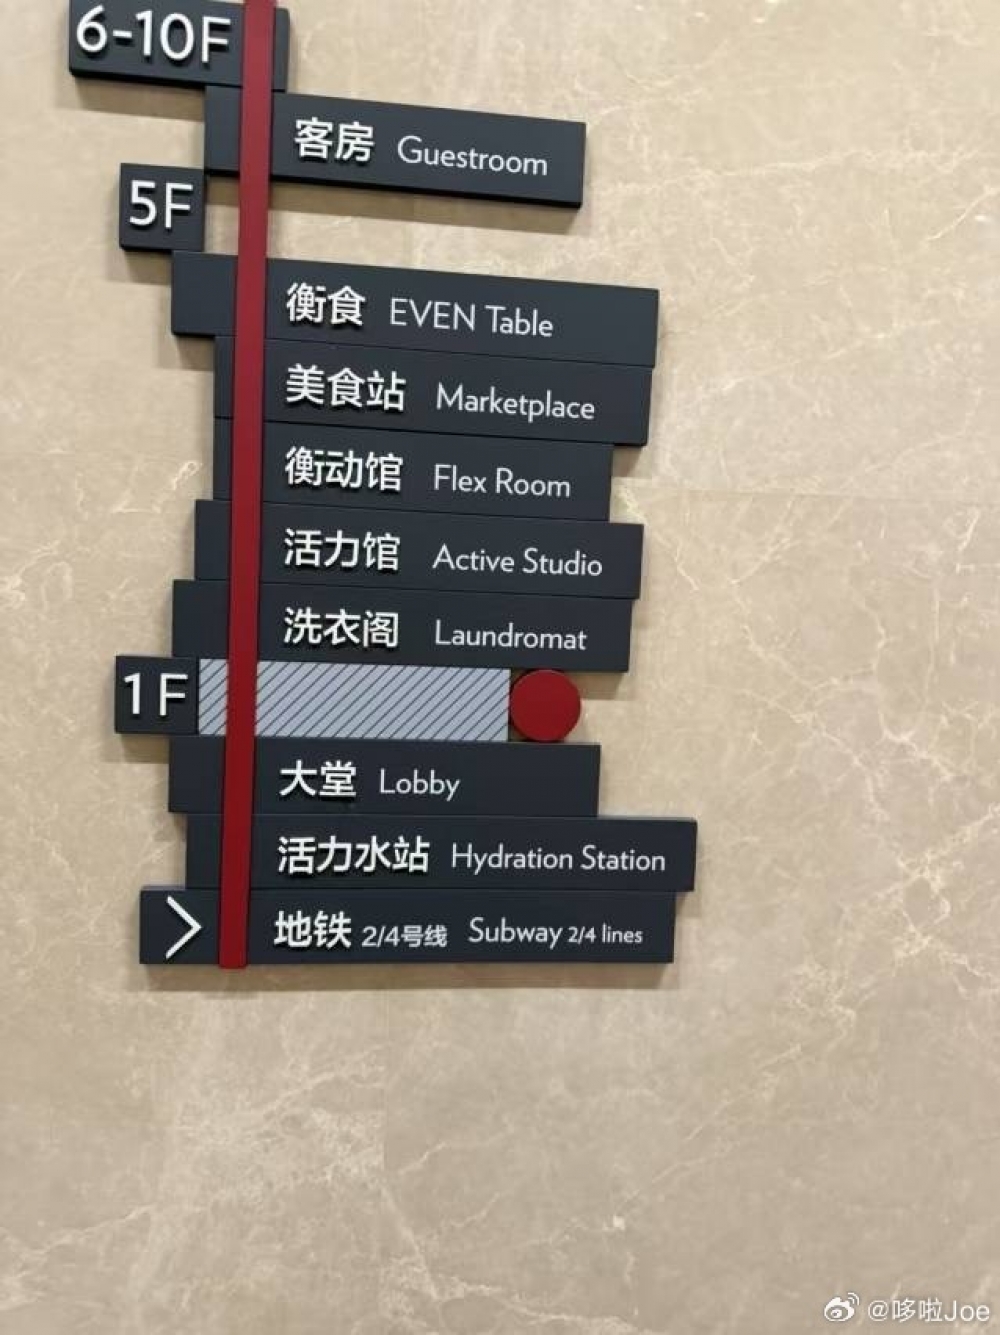 6-10F
客房 Guestroom
5F
衡食 EVEN Table
美食站 Marketplace
衡动馆 Flex Room
活力馆 Active Studio
洗衣阁 Laundromat
1F
大堂 Lobby
活力水站 Hydration Station
地铁 2/4号线 Subway 2/4 lines
@哆啦Joe